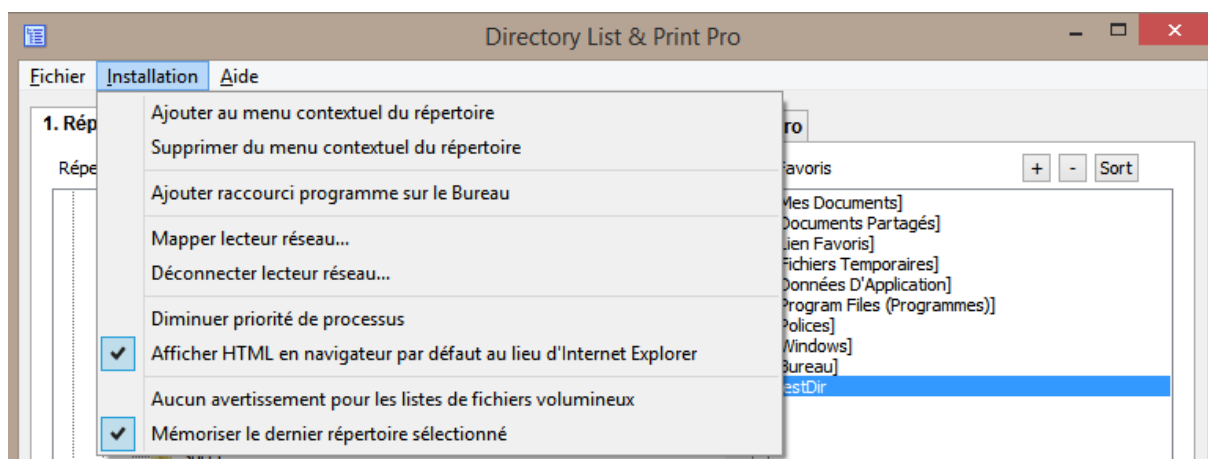 Directory List & Print Pro
Fichier Installation Aide
1. Rép
ro
Répe
avoris + - Sort
Ajouter au menu contextuel du répertoire
Supprimer du menu contextuel du répertoire
Ajouter raccourci programme sur le Bureau
Mapper lecteur réseau...
Déconnecter lecteur réseau...
Diminuer priorité de processus
Afficher HTML en navigateur par défaut au lieu d'Internet Explorer
Aucun avertissement pour les listes de fichiers volumineux
Mémoriser le dernier répertoire sélectionné
Mes Documents]
Documents Partagés]
Lien Favoris]
Fichiers Temporaires]
Données D'Application]
Program Files (Programmes)]
Polices]
Windows]
Bureau]
estDir